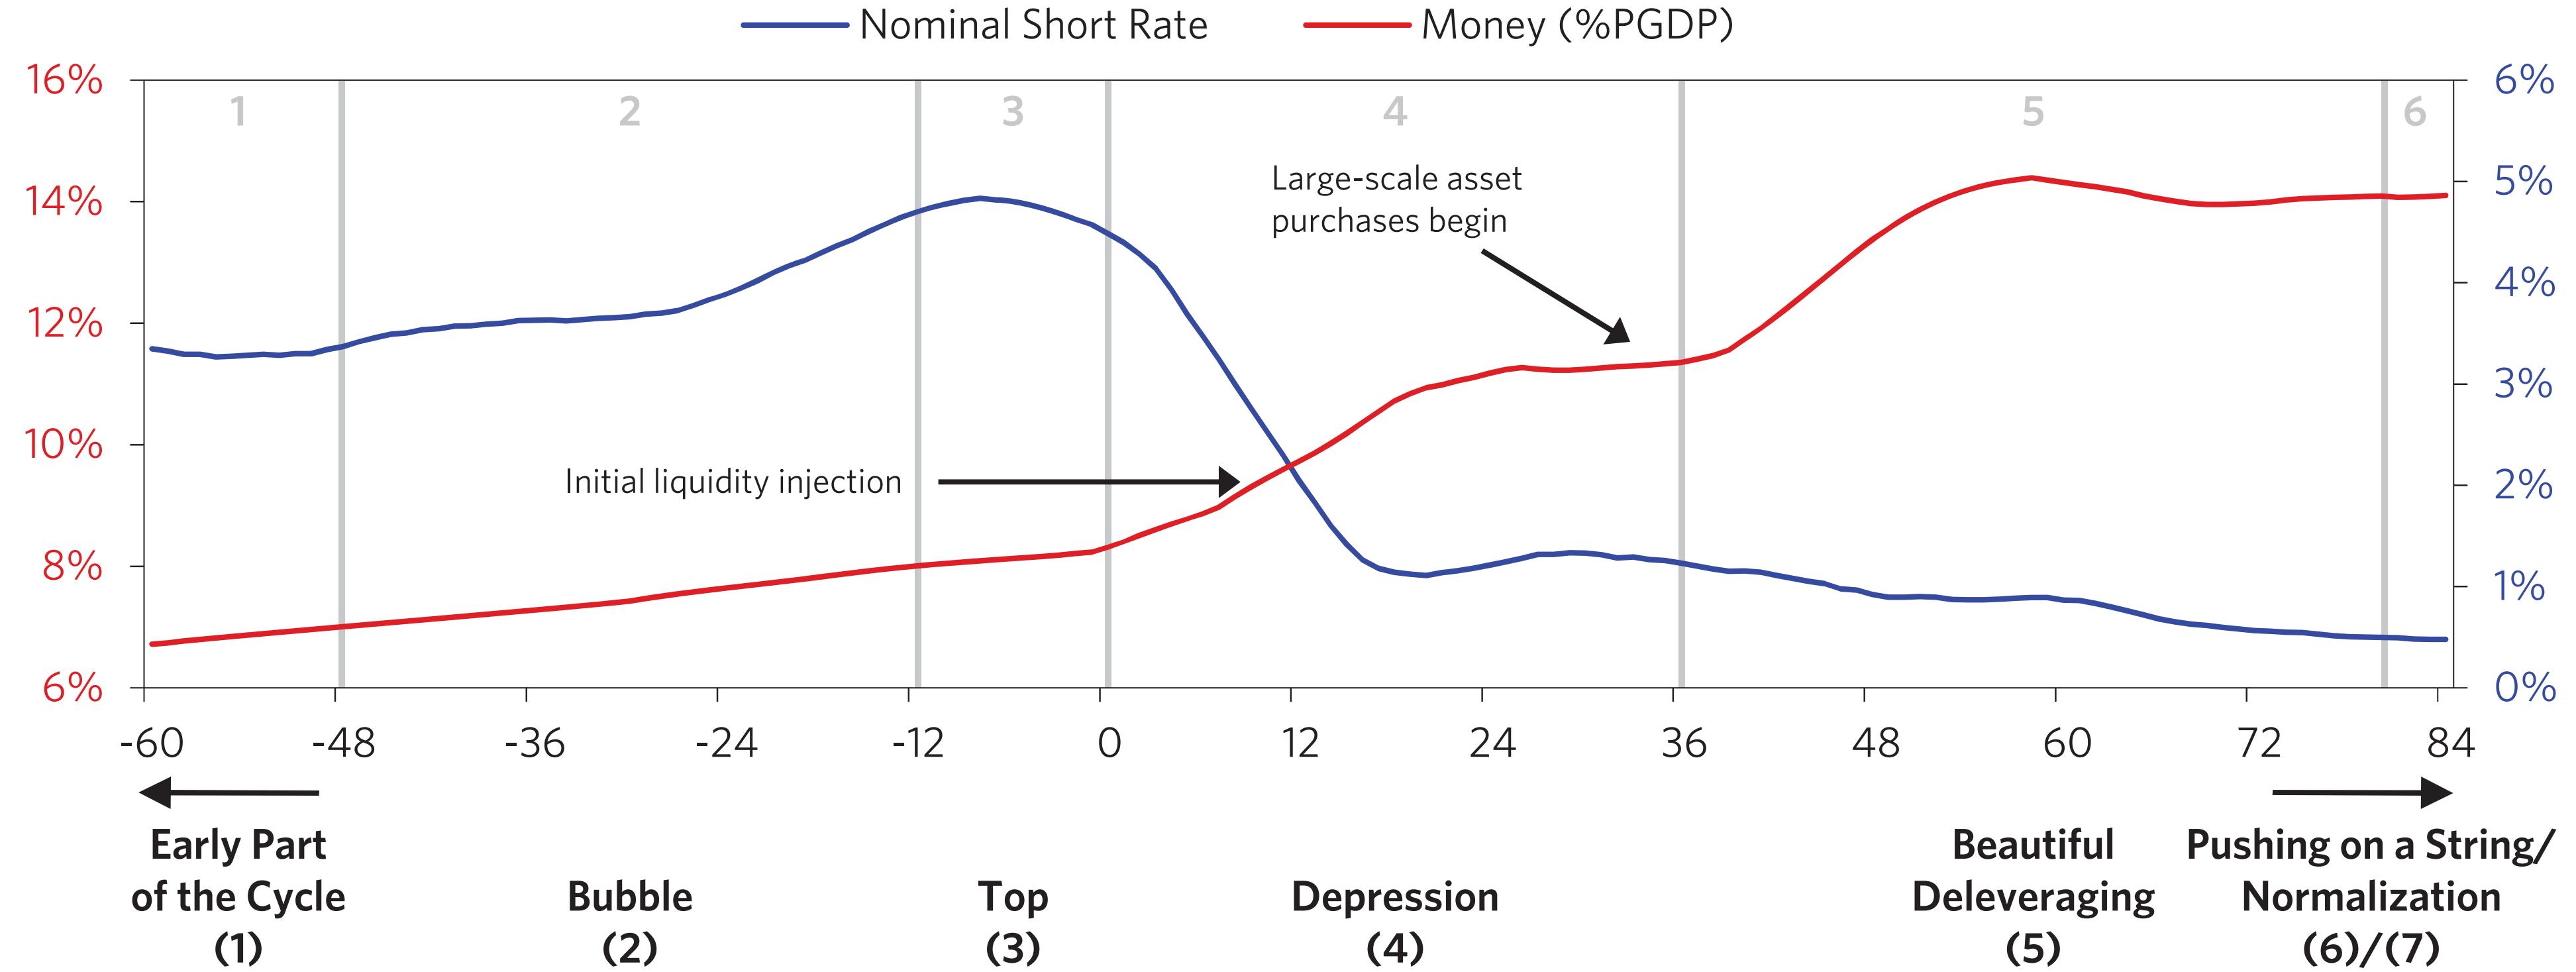 Nominal Short Rate Money (%PGDP)
16% 6%
1 2 3 4 5 6
Large-scale asset
purchases begin
14% 5%
4%
12%
3%
10%
Initial liquidity injection
2%
8%
1%
6% 0%
-60 -48 -36 -24 -12 0 12 24 36 48 60 72 84
Early Part
of the Cycle
(1)
Bubble
(2)
Top
(3)
Depression
(4)
Beautiful
Deleveraging
(5)
Pushing on a String/
Normalization
(6)/(7)